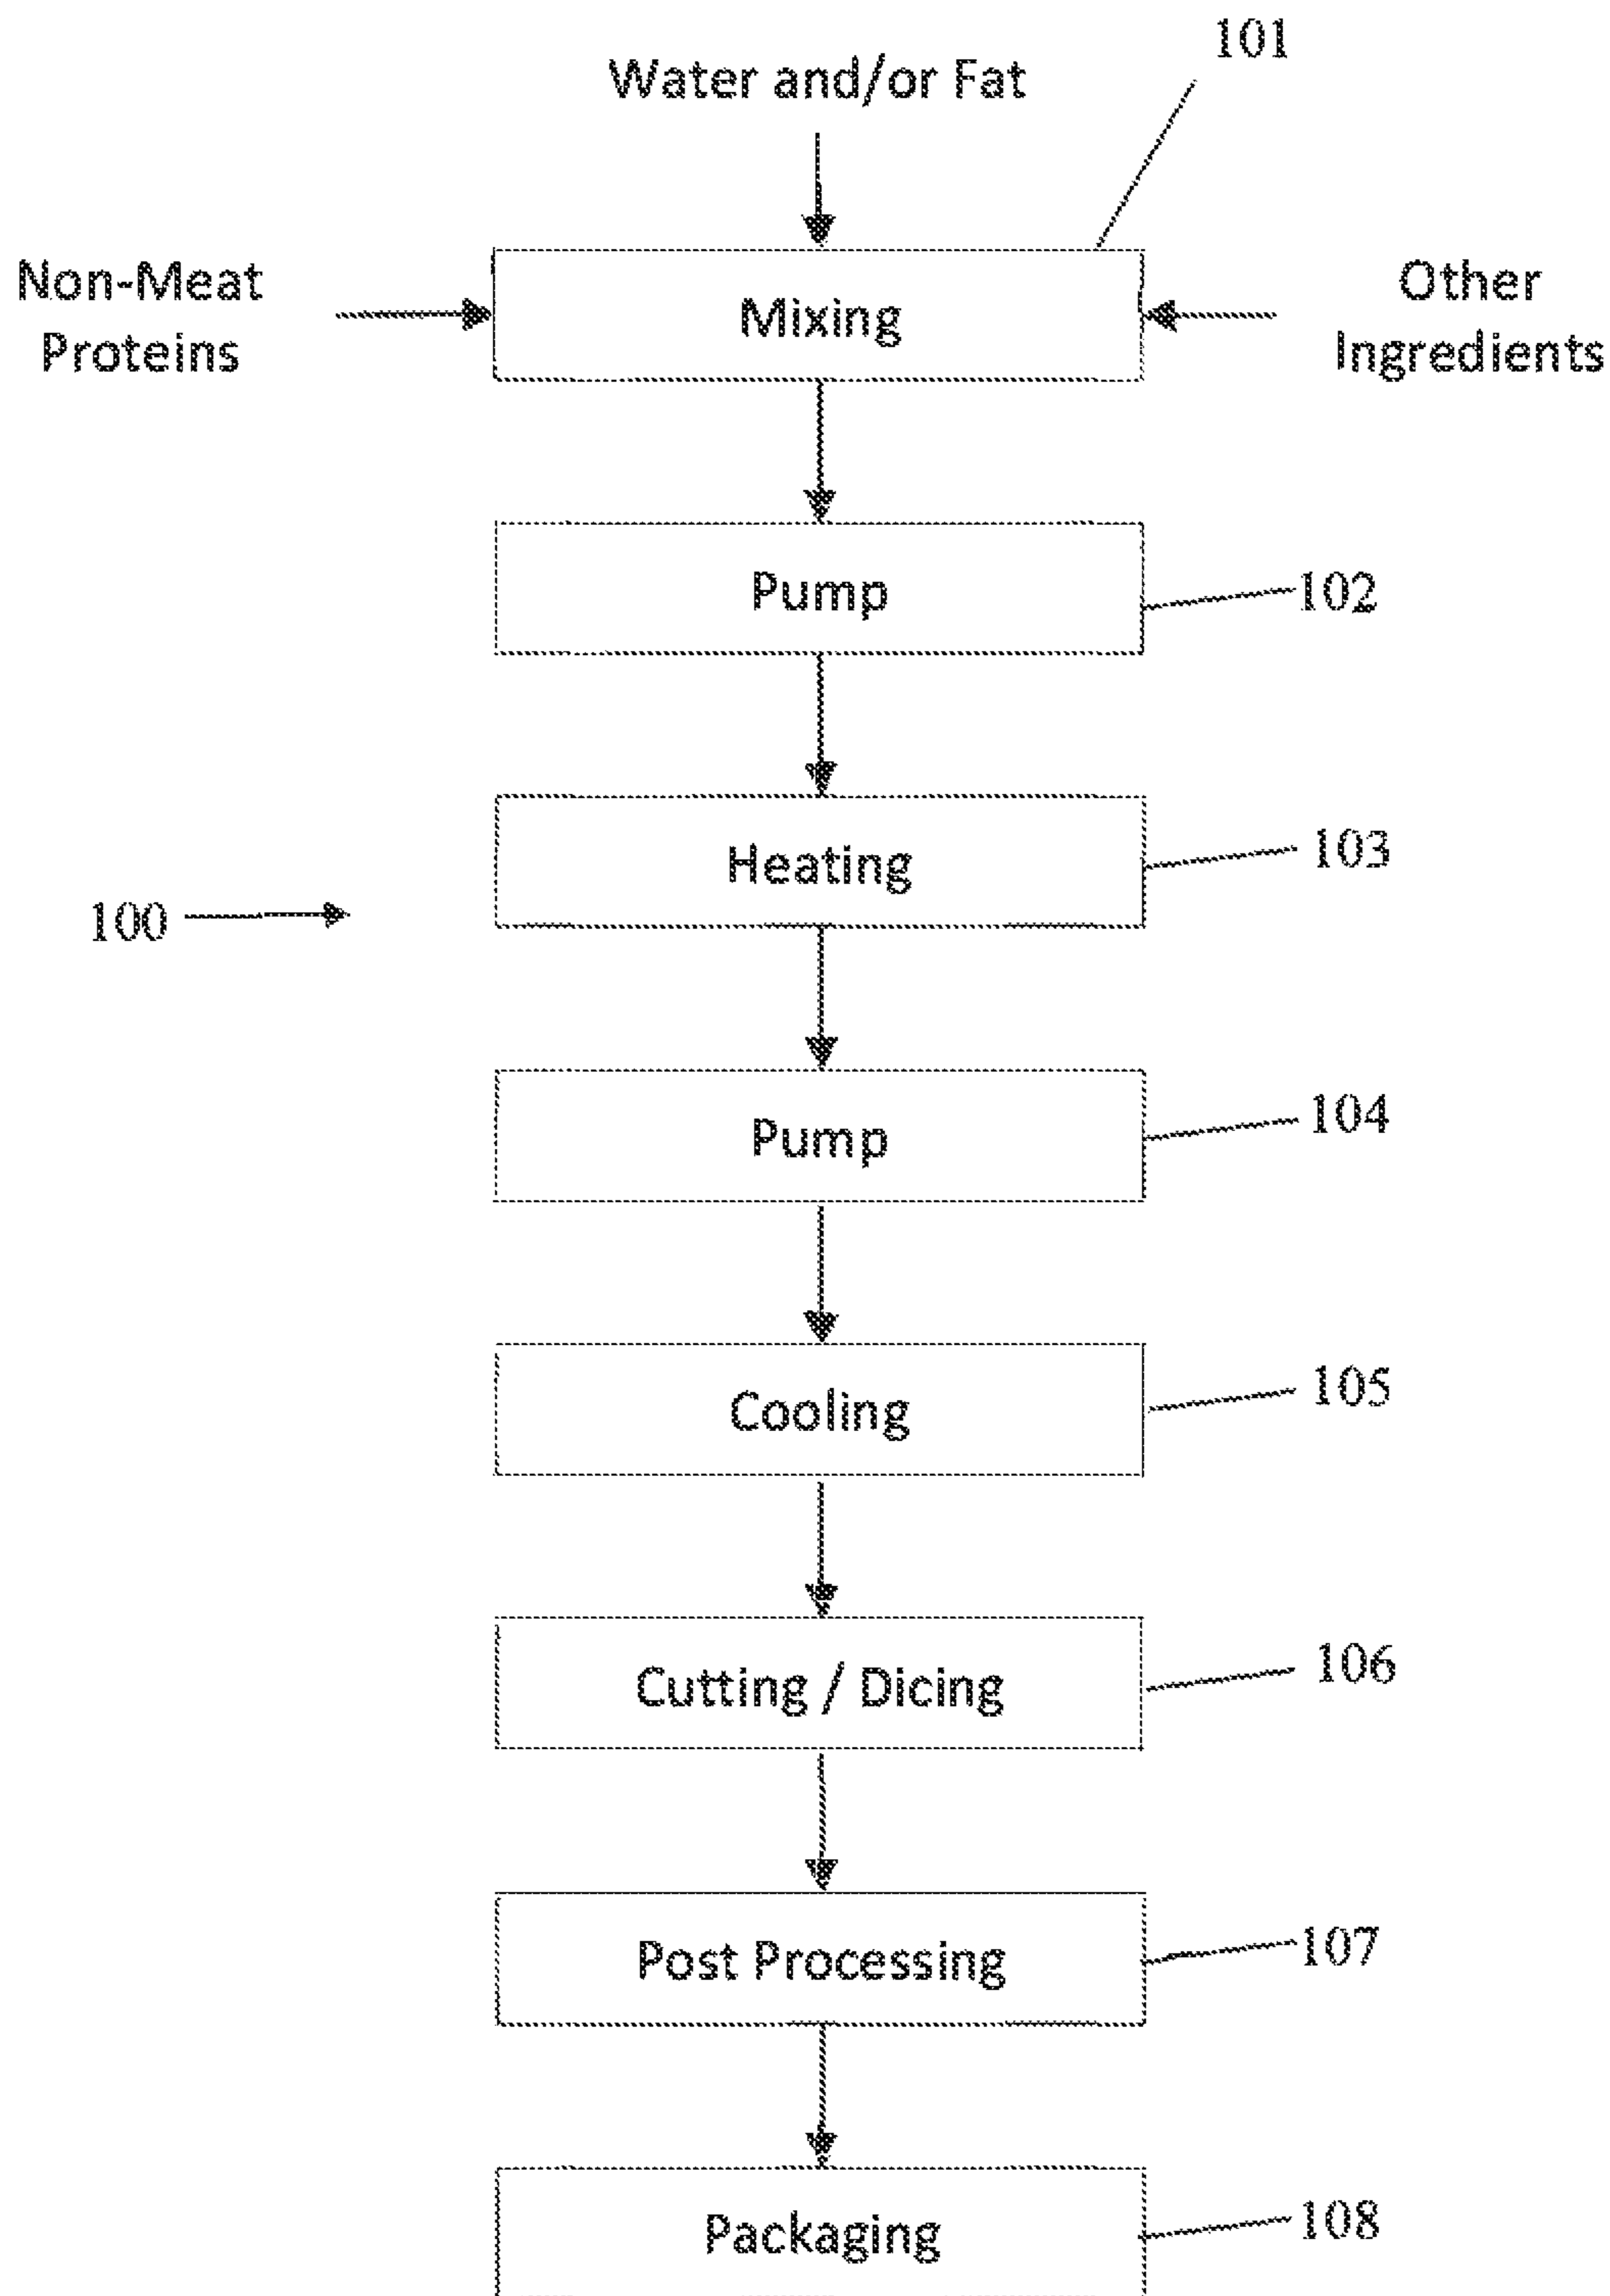 101
Water and/or Fat
Non-Meat
Proteins
Mixing
Other
Ingredients
Pump
102
Heating
103
100
Pump
104
Cooling
105
Cutting / Dicing
106
Post Processing
107
Packaging
108